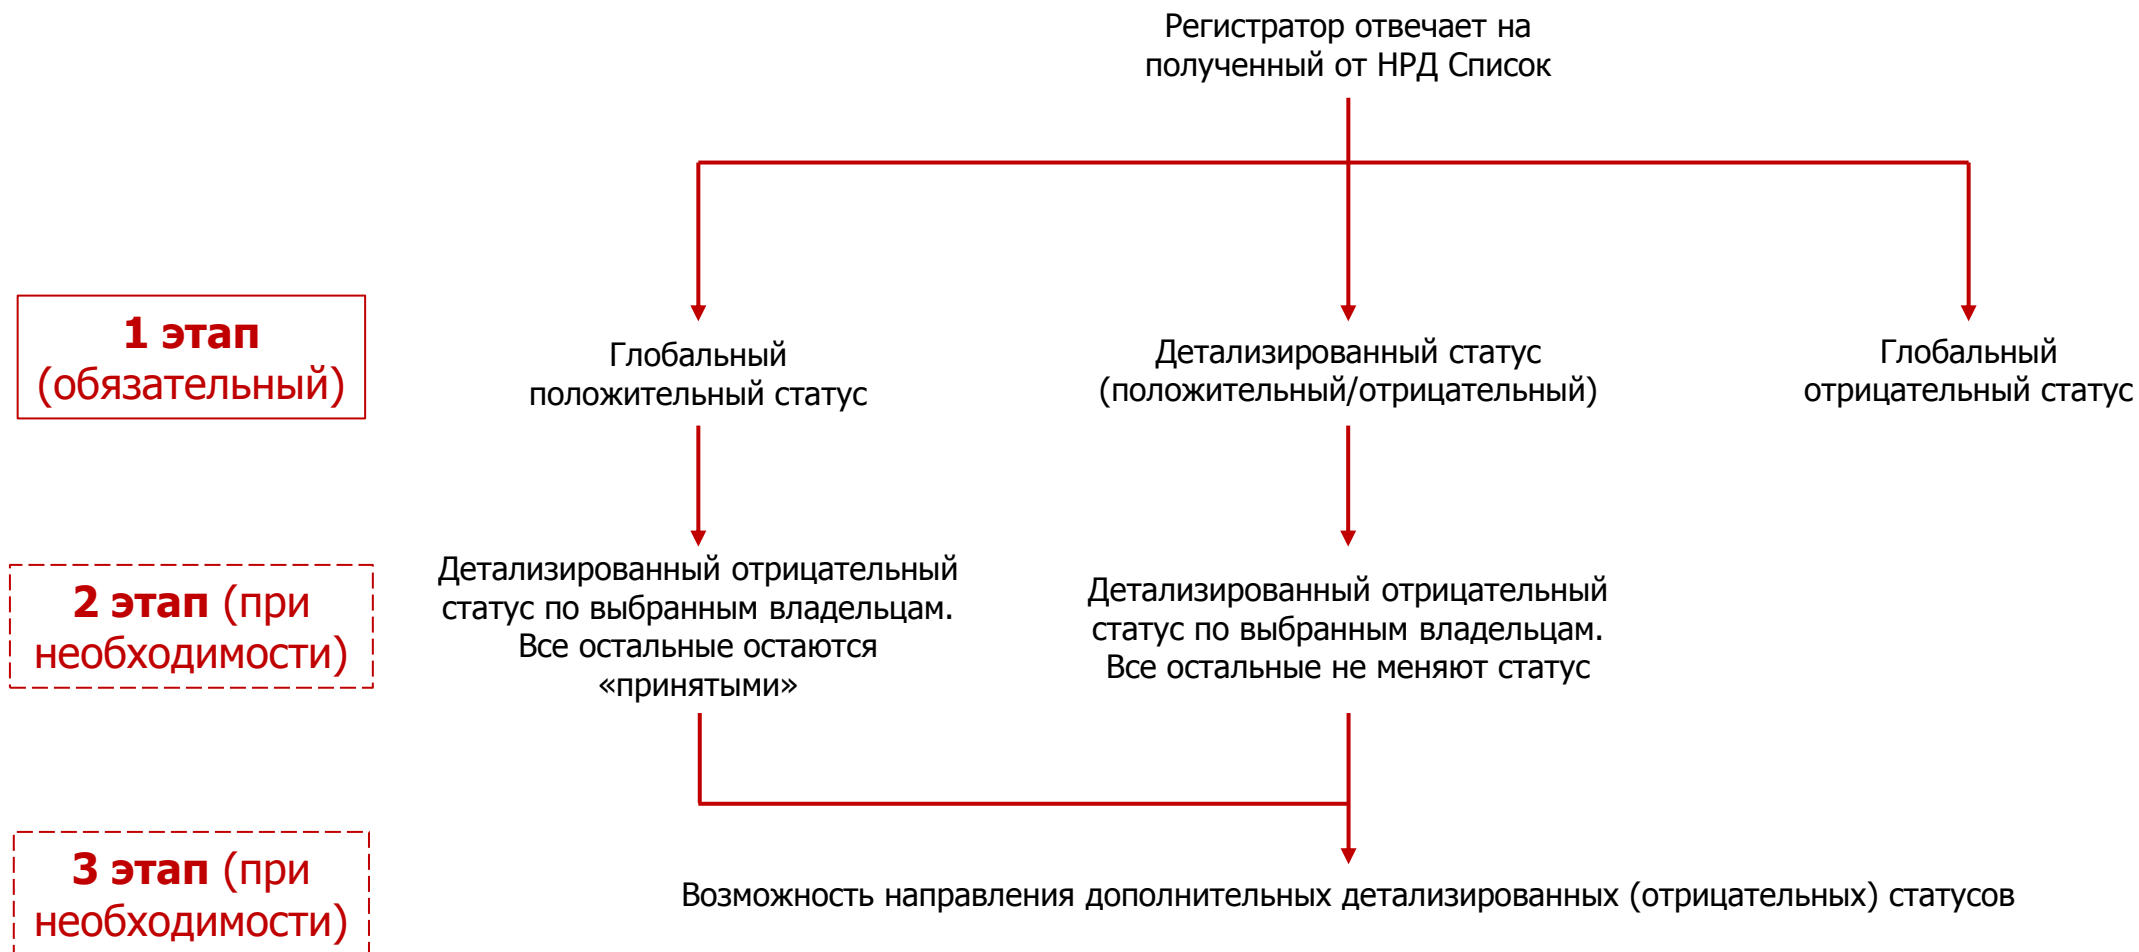 Регистратор отвечает на
полученный от НРД Список
1 этап
(обязательный)
Глобальный
положительный статус
Детализированный статус
(положительный/отрицательный)
Глобальный
отрицательный статус
2 этап (при
необходимости)
Детализированный отрицательный
статус по выбранным владельцам.
Все остальные остаются
«принятыми»
Детализированный отрицательный
статус по выбранным владельцам.
Все остальные не меняют статус
3 этап (при
необходимости)
Возможность направления дополнительных детализированных (отрицательных) статусов